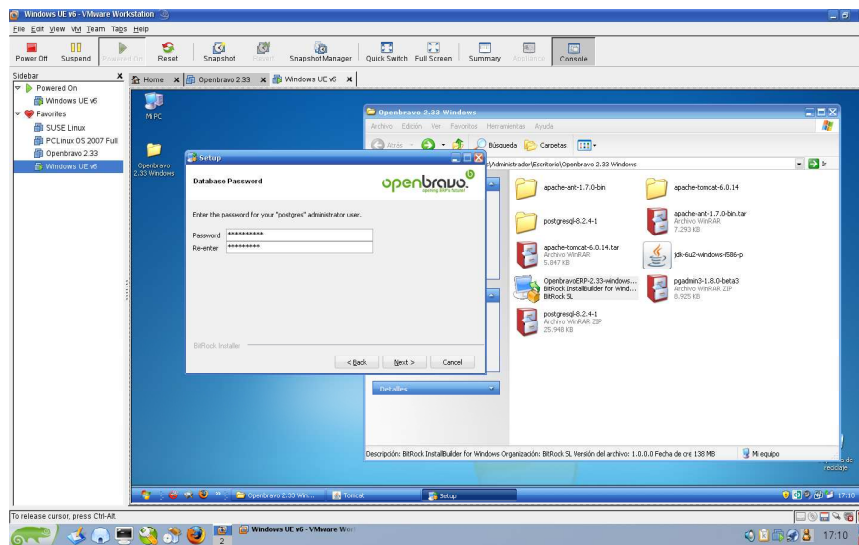 Windows UE v6 - VMware Workstation
File Edit View VM Team Tabs Help
Power Off Suspend Powered On Reset Snapshot Revert Snapshot Manager Quick Switch Full Screen Summary Appliance Console
Sidebar X
Powered On
Windows UE v6
Favorites
SUSE Linux
PCLinux OS 2007 Full
Openbravo 2.33
Windows UE v6
Home Openbravo 2.33 Windows UE v6
Mi PC
Openbravo
2.33 Windows
Openbravo 2.33 Windows
Archivo Edición Ver Favoritos Herramientas Ayuda
Atrás Búsqueda Carpetas
Administrador\Escritorio\Openbravo 2.33 Windows Ir
apache-ant-1.7.0-bin
apache-tomcat-6.0.14
postgresql-8.2.4-1
apache-ant-1.7.0-bin.tar
Archivo WinRAR
7.293 KB
apache-tomcat-6.0.14.tar
Archivo WinRAR
5.847 KB
jdk-6u2-windows-i586-p
OpenbravoERP-2.33-windows...
BitRock InstallBuilder for Wind...
BitRock SL
pgadmin3-1.8.0-beta3
Archivo WinRAR ZIP
8.925 KB
postgresql-8.2.4-1
Archivo WinRAR ZIP
25.948 KB
Detalles
Descripción: BitRock InstallBuilder for Windows Organización: BitRock SL Versión del archivo: 1.0.0.0 Fecha de cre 138 MB Mi equipo
Setup
Database Password
openbravo
Enter the password for your "postgres" administrator user.
Password **********
Re-enter *********
BitRock Installer
< Back Next > Cancel
reciclaje
Openbravo 2.33 Win... Tomcat Setup 17:10
To release cursor, press Ctrl-Alt
2 Windows UE v6 - VMware Wor 17:10